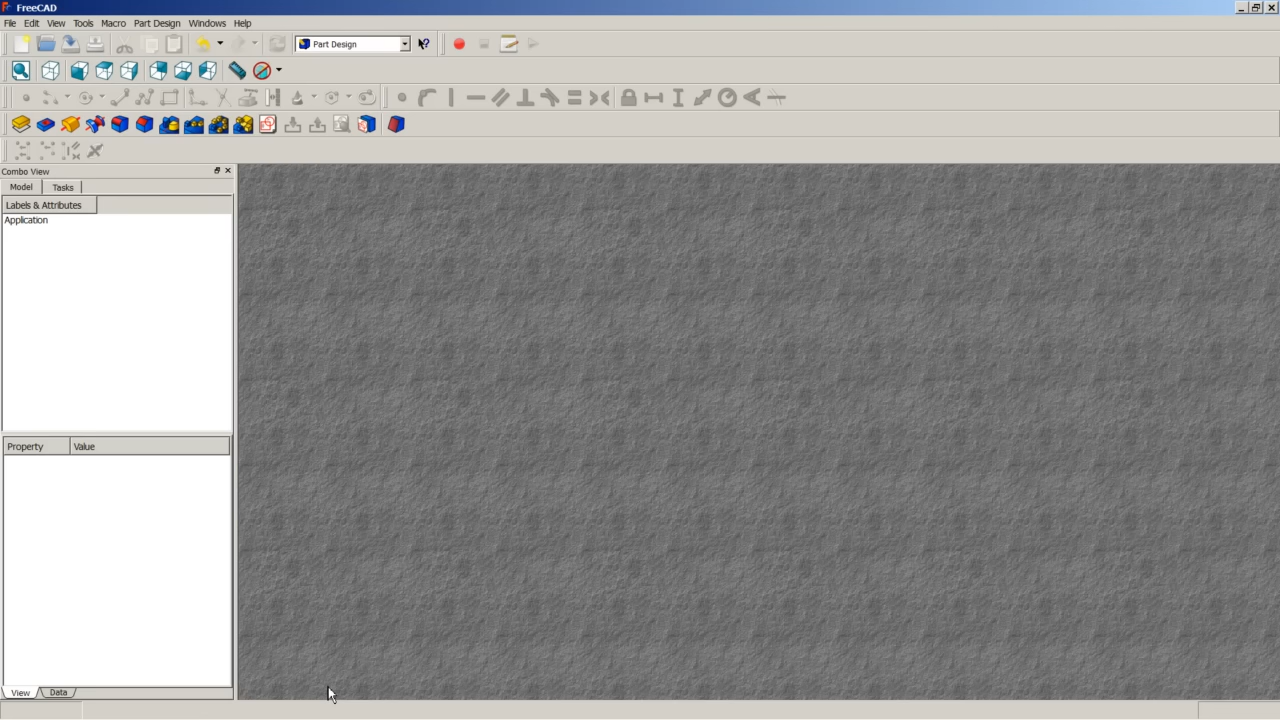 FreeCAD
File Edit View Tools Macro Part Design Windows Help
Part Design
Combo View
Model Tasks
Labels & Attributes
Application
Property Value
View Data